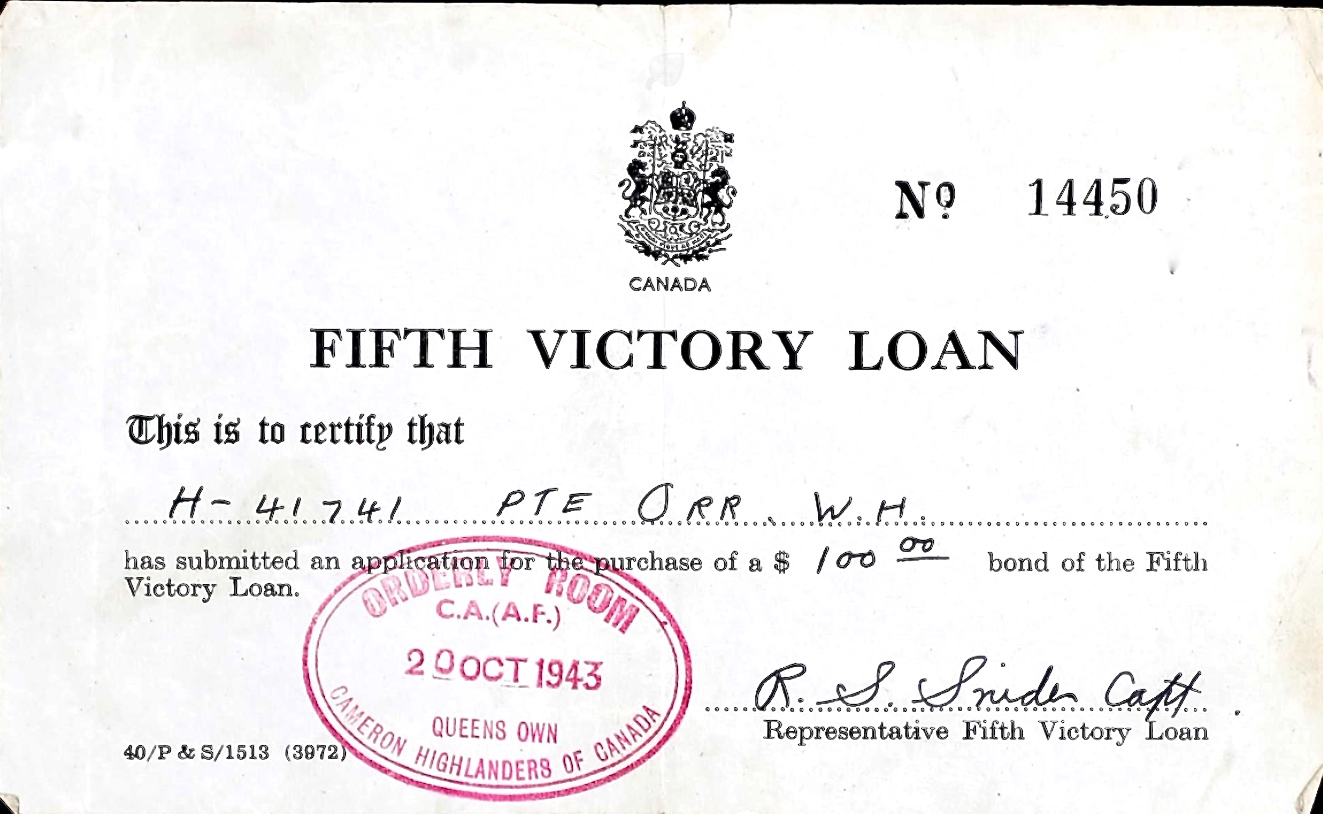 Nº 14450
CANADA
FIFTH VICTORY LOAN
This is to certify that
H-41741 PTE ORR. W.H.
has submitted an application for the purchase of a $ 100 00 bond of the Fifth
Victory Loan.
ORDERLY ROOM
C.A.(A.F.)
20 OCT 1943
QUEENS OWN
CAMERON HIGHLANDERS OF CANADA
R. S. Snider Capt
Representative Fifth Victory Loan
40/P & S/1513 (3972)